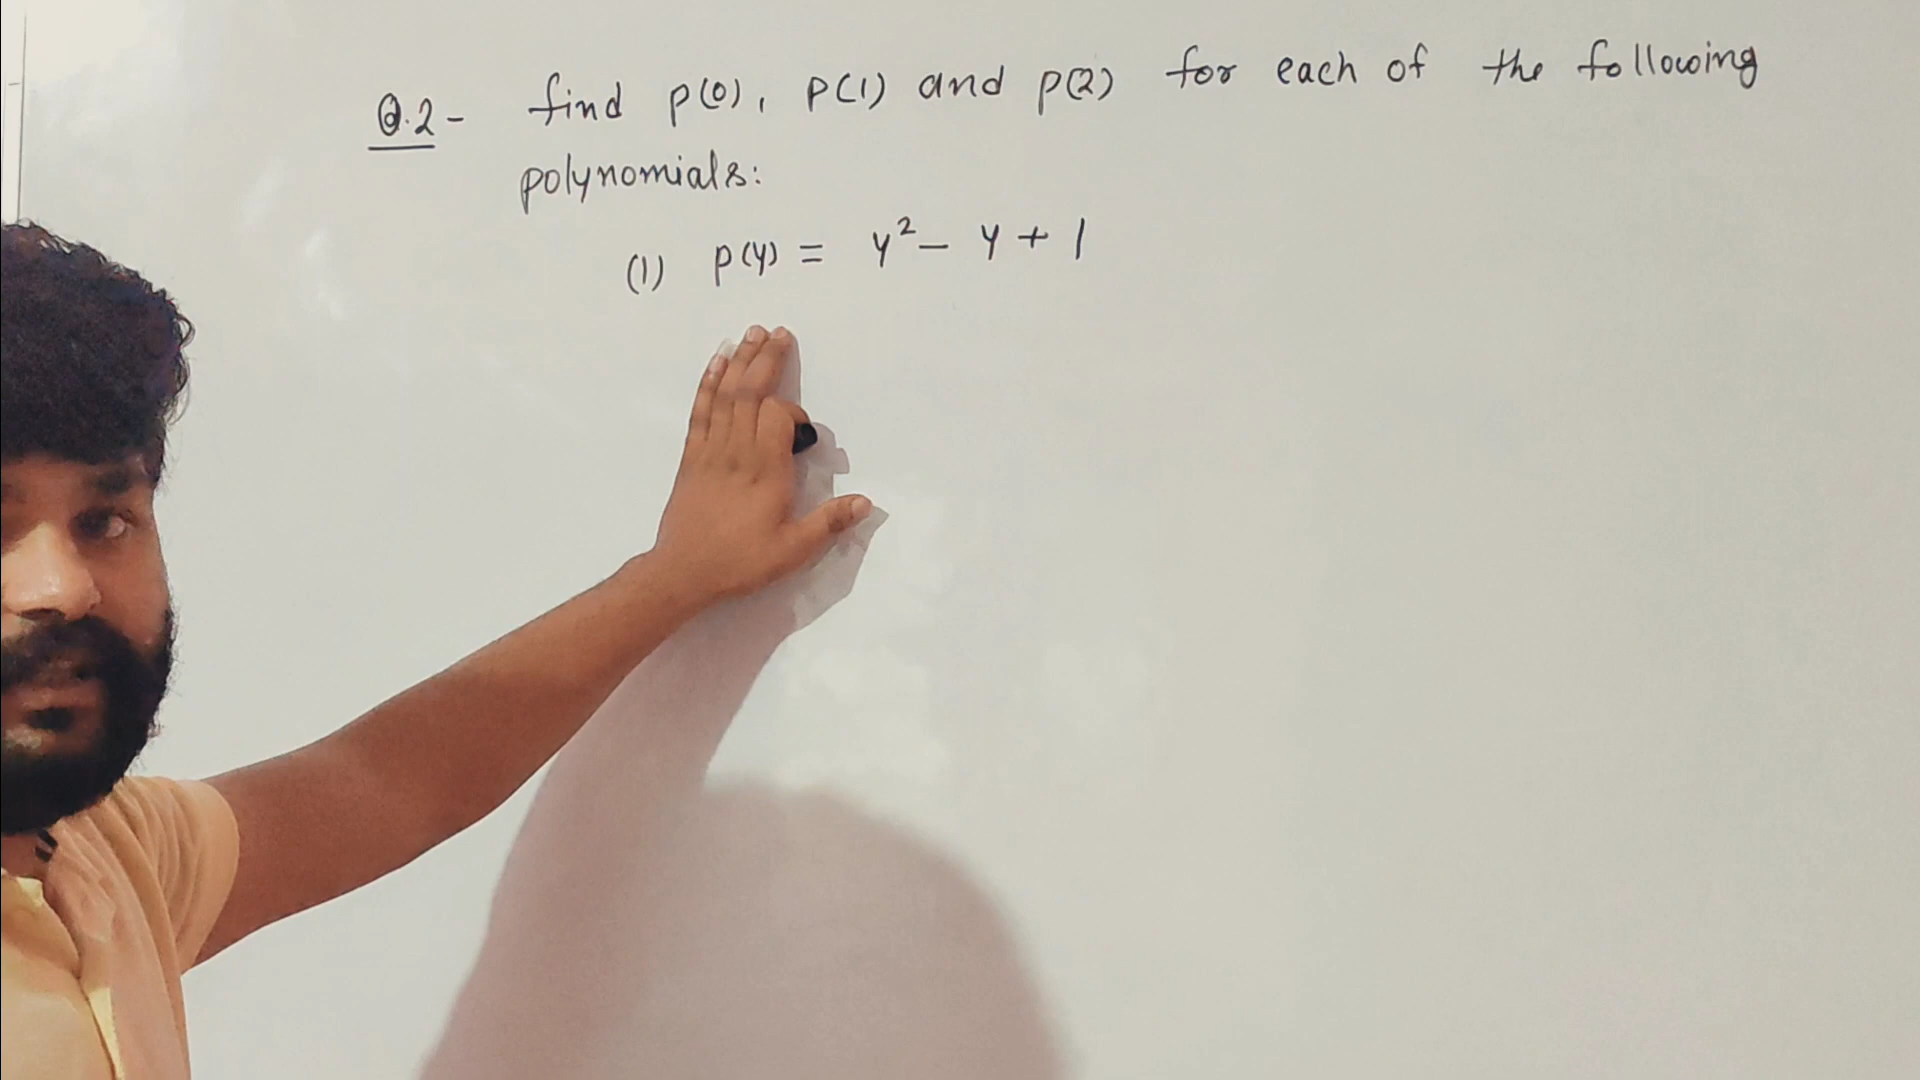 Q.2- find p(0), p(1) and p(2) for each of the following
polynomials:
(1) p(y) = y² - y + 1